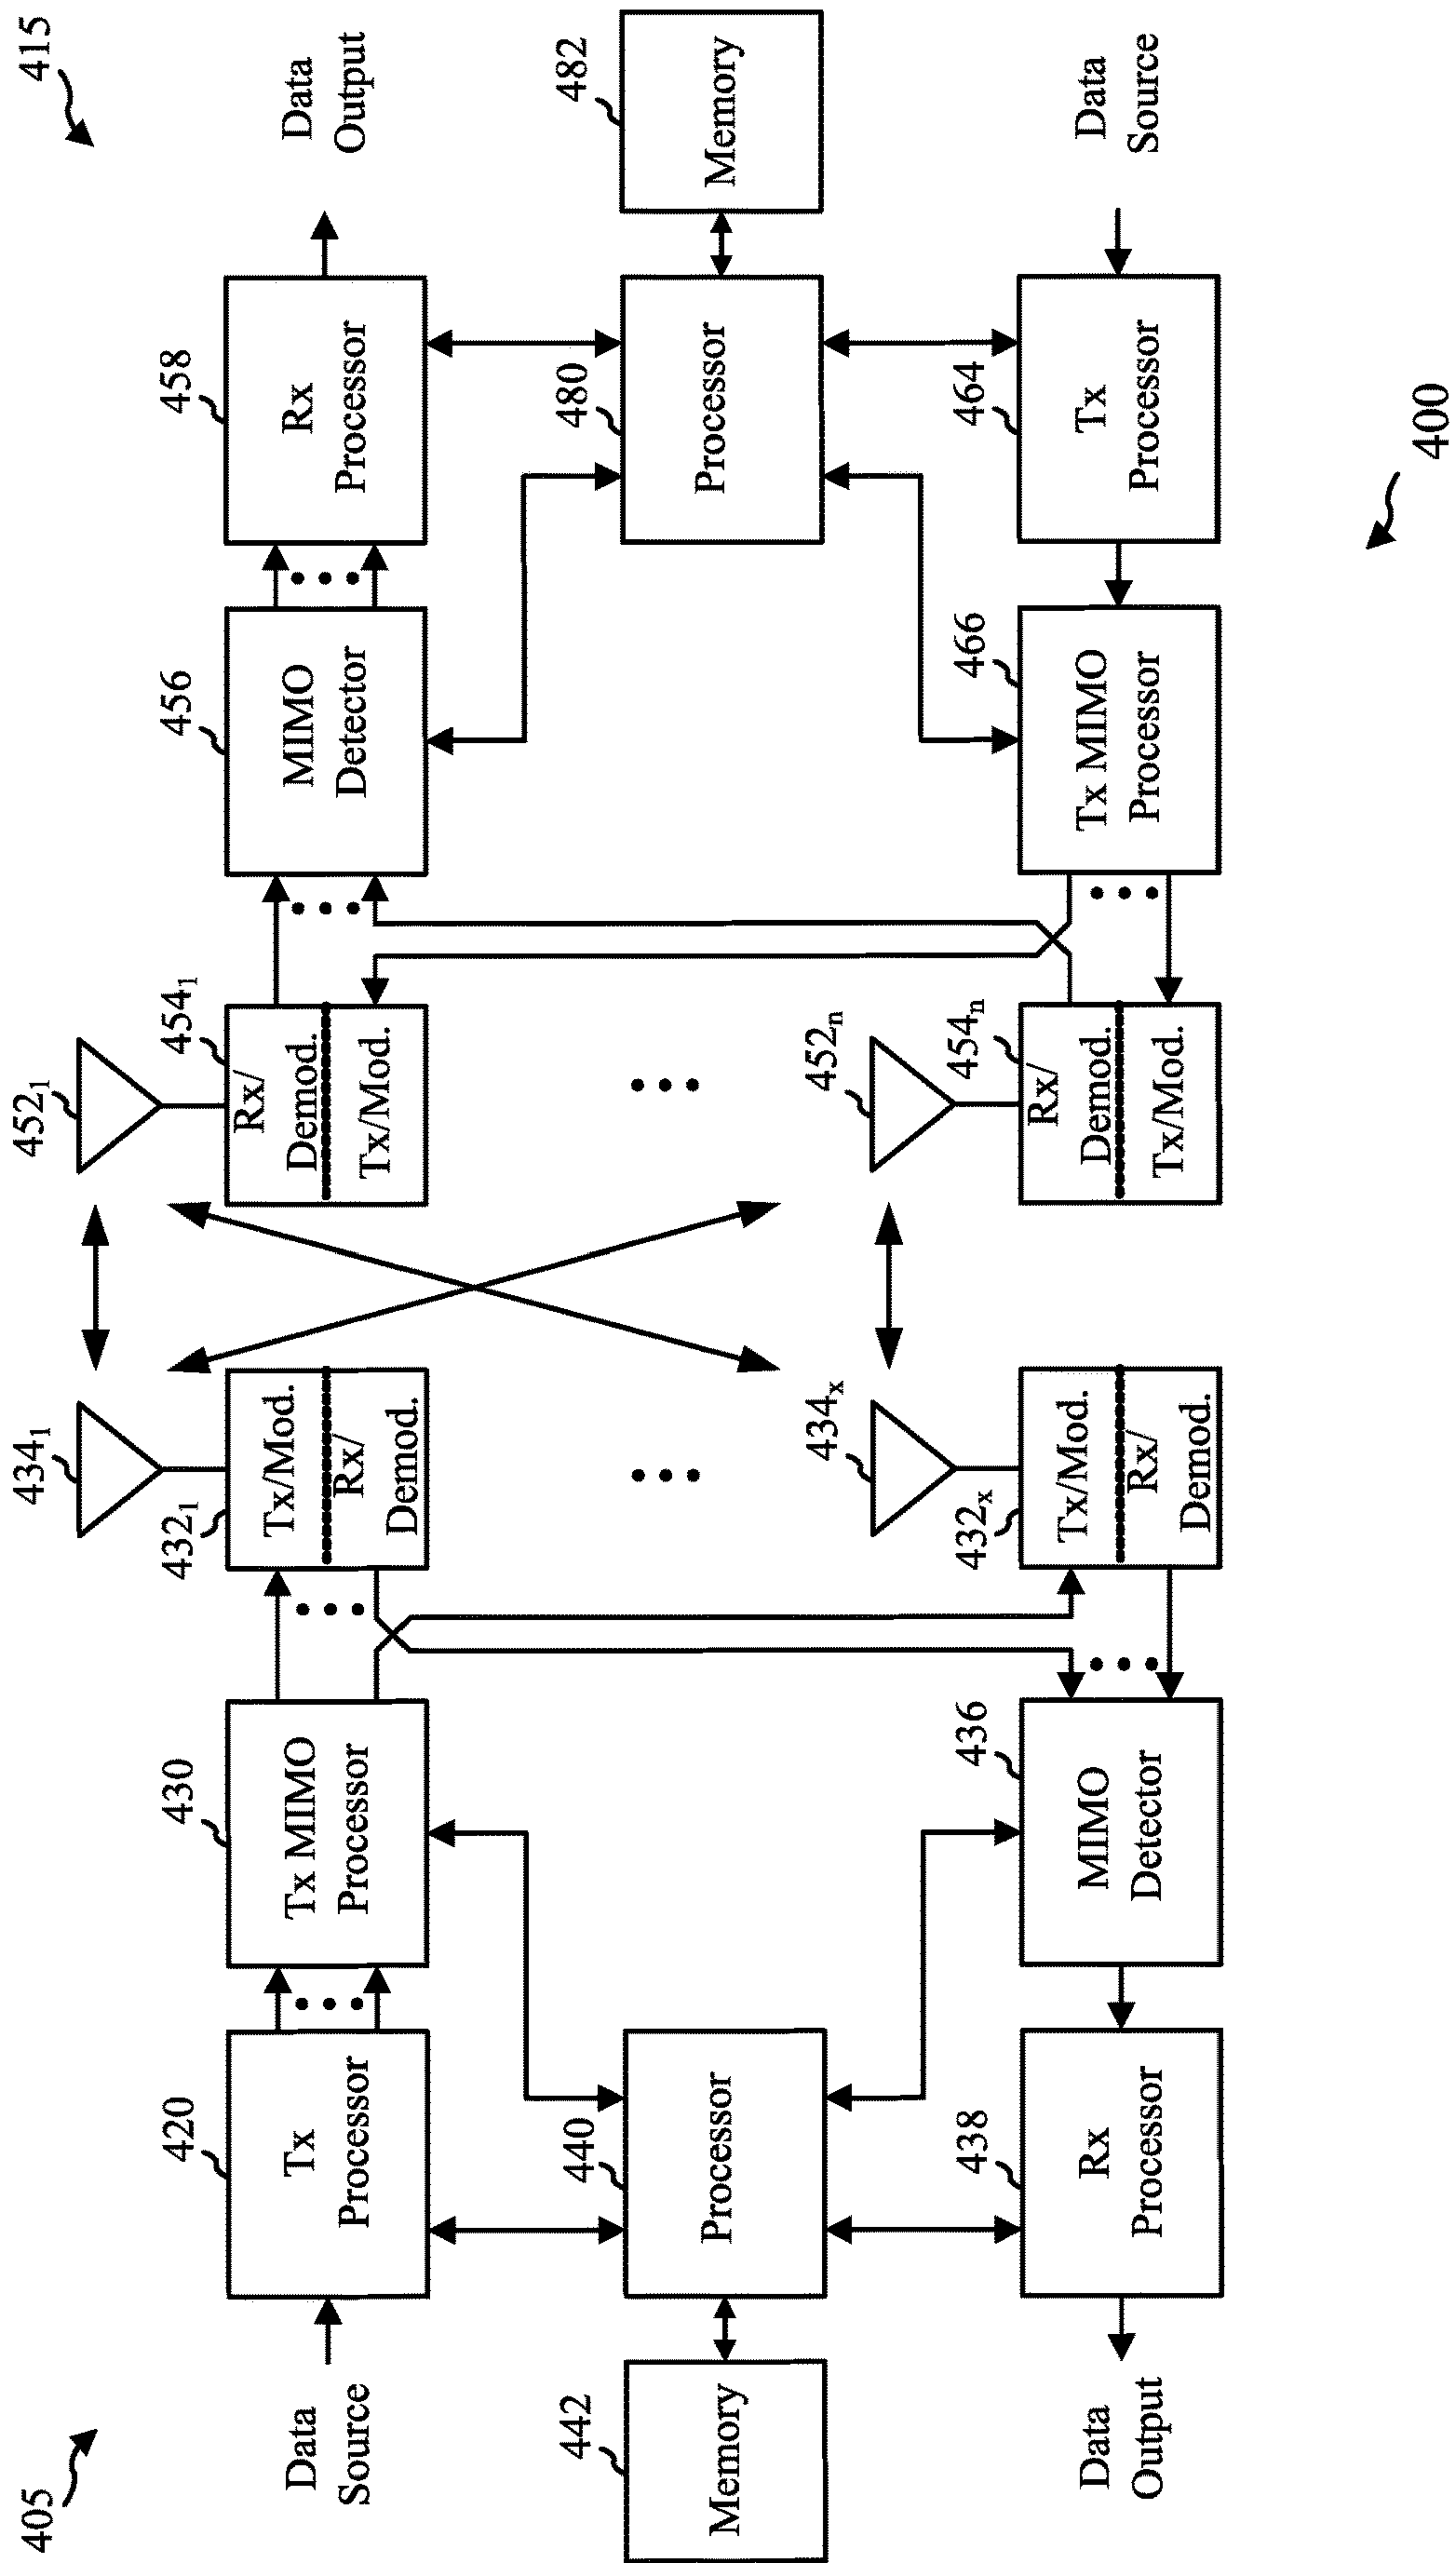 405
415
434₁
452₁
420
430
432₁
454₁
456
458
Data
Source
Tx
Processor
Tx MIMO
Processor
Tx/Mod.
Rx/
Demod.
Rx/
Demod.
Tx/Mod.
MIMO
Detector
Rx
Processor
Data
Output
442
440
480
482
Memory
Processor
Processor
Memory
434ₓ
452ₙ
438
436
432ₓ
454ₙ
466
464
Data
Output
Rx
Processor
MIMO
Detector
Tx/Mod.
Rx/
Demod.
Rx/
Demod.
Tx/Mod.
Tx MIMO
Processor
Tx
Processor
Data
Source
400